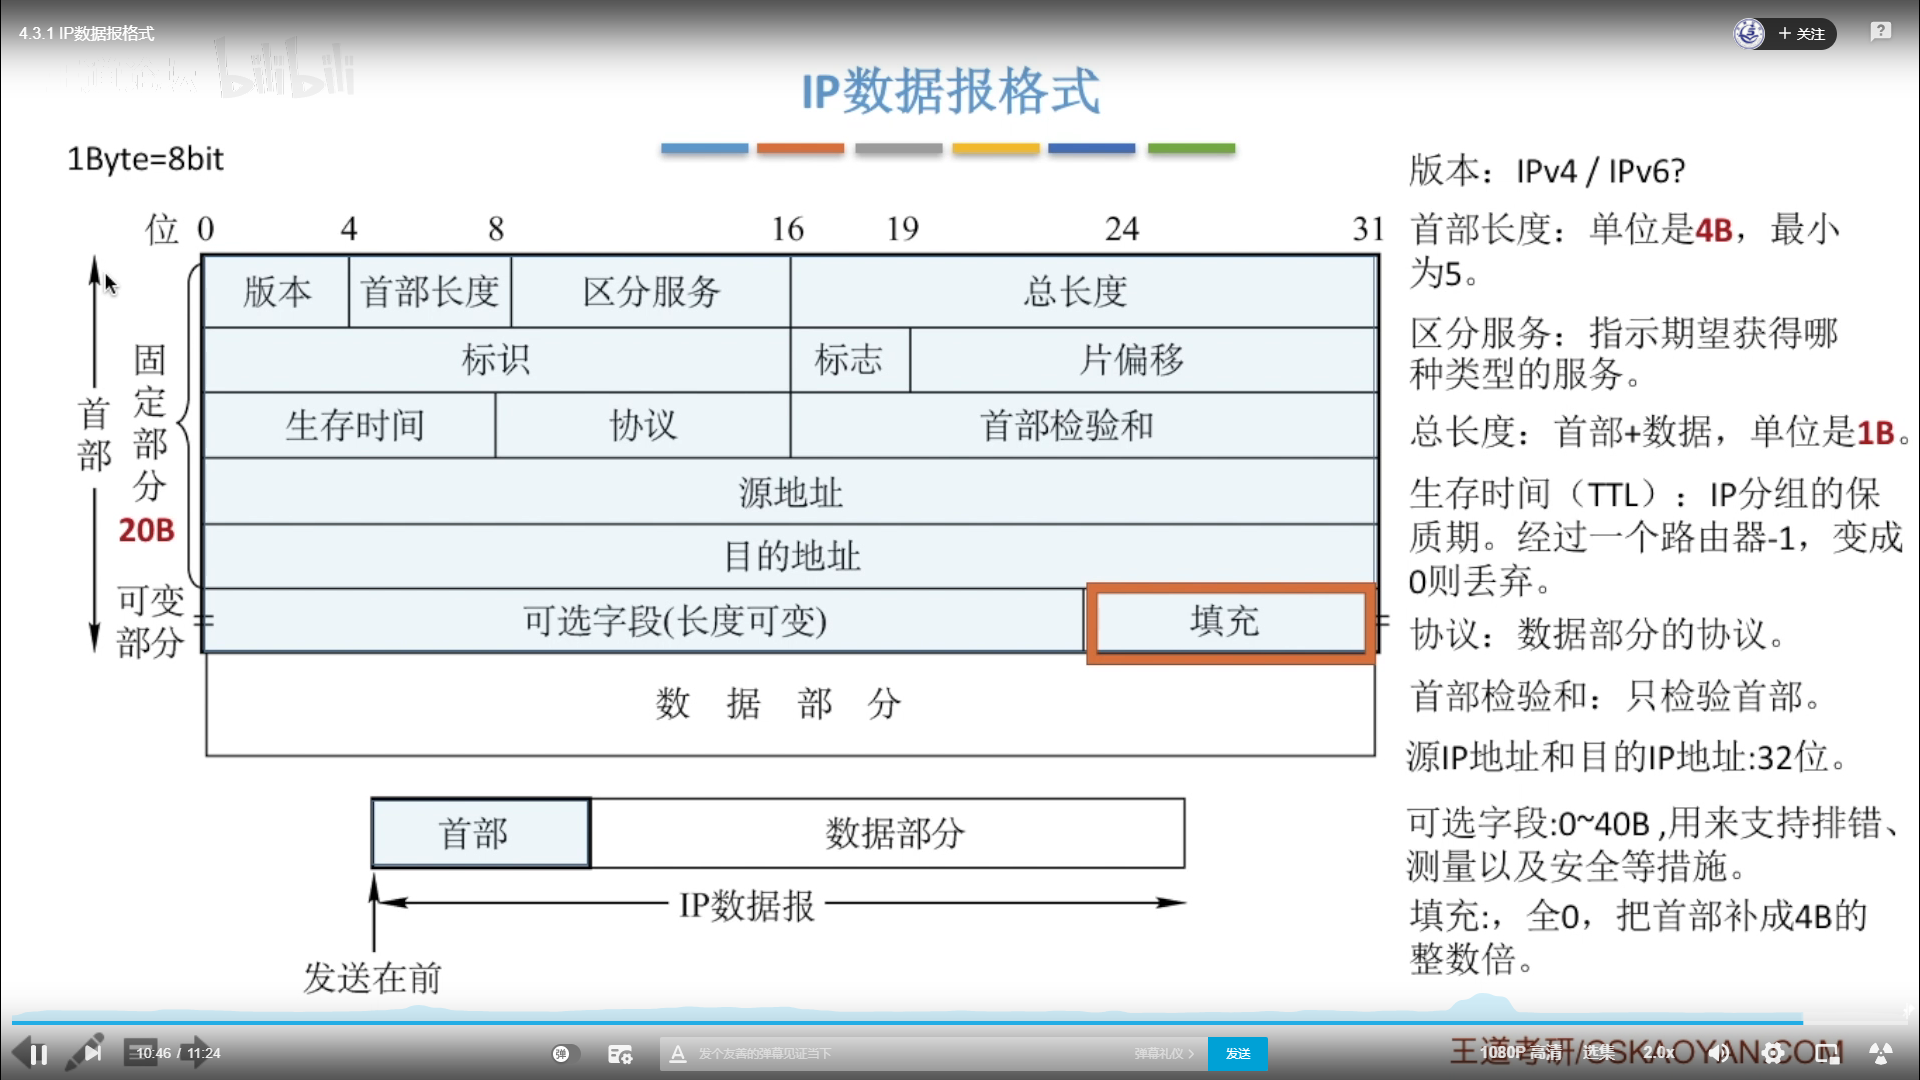 4.3.1 IP数据报格式
+ 关注
bilibili
IP数据报格式
1Byte=8bit
位 0 4 8 16 19 24 31
版本 首部长度 区分服务 总长度
标识 标志 片偏移
生存时间 协议 首部检验和
源地址
目的地址
可选字段(长度可变) 填充
数 据 部 分
首部
固定部分
20B
可变
部分
首部 数据部分
IP数据报
发送在前
版本：IPv4 / IPv6?
首部长度：单位是4B，最小
为5。
区分服务：指示期望获得哪
种类型的服务。
总长度：首部+数据，单位是1B。
生存时间（TTL）：IP分组的保
质期。经过一个路由器-1，变成
0则丢弃。
协议：数据部分的协议。
首部检验和：只检验首部。
源IP地址和目的IP地址:32位。
可选字段:0~40B ,用来支持排错、
测量以及安全等措施。
填充:，全0，把首部补成4B的
整数倍。
10:46 / 11:24
弹
发个友善的弹幕见证当下
弹幕礼仪 >
发送
王道考研/CSKAOYAN.COM
1080P 高清
选集
2.0x